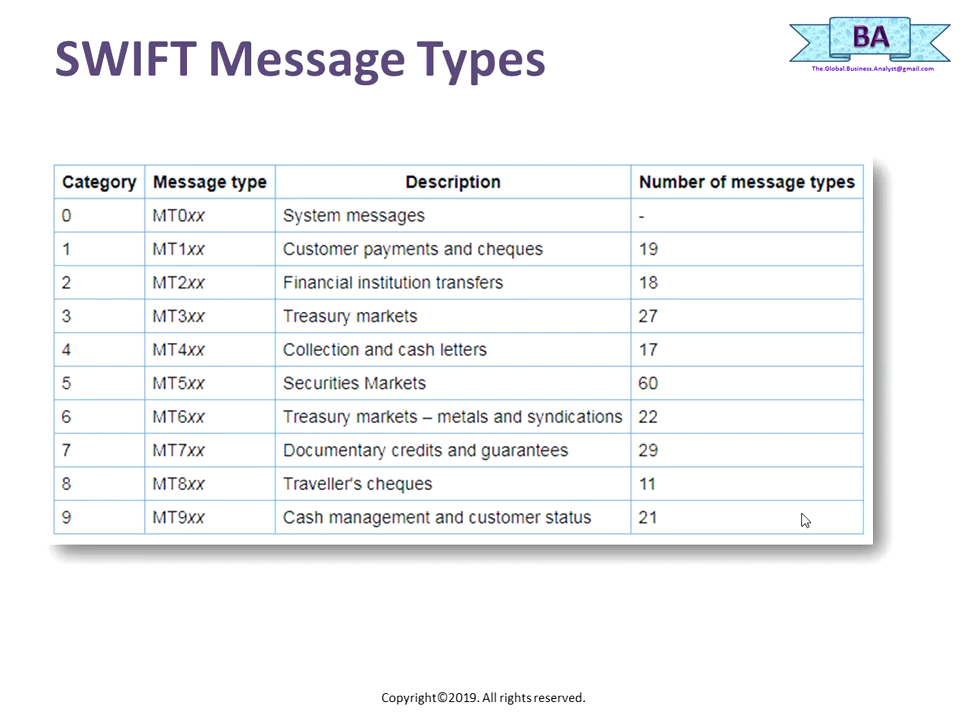 SWIFT Message Types
BA
The.Global.Business.Analyst@gmail.com
Category Message type Description Number of message types
0 MT0xx System messages -
1 MT1xx Customer payments and cheques 19
2 MT2xx Financial institution transfers 18
3 MT3xx Treasury markets 27
4 MT4xx Collection and cash letters 17
5 MT5xx Securities Markets 60
6 MT6xx Treasury markets – metals and syndications 22
7 MT7xx Documentary credits and guarantees 29
8 MT8xx Traveller's cheques 11
9 MT9xx Cash management and customer status 21
Copyright©2019. All rights reserved.